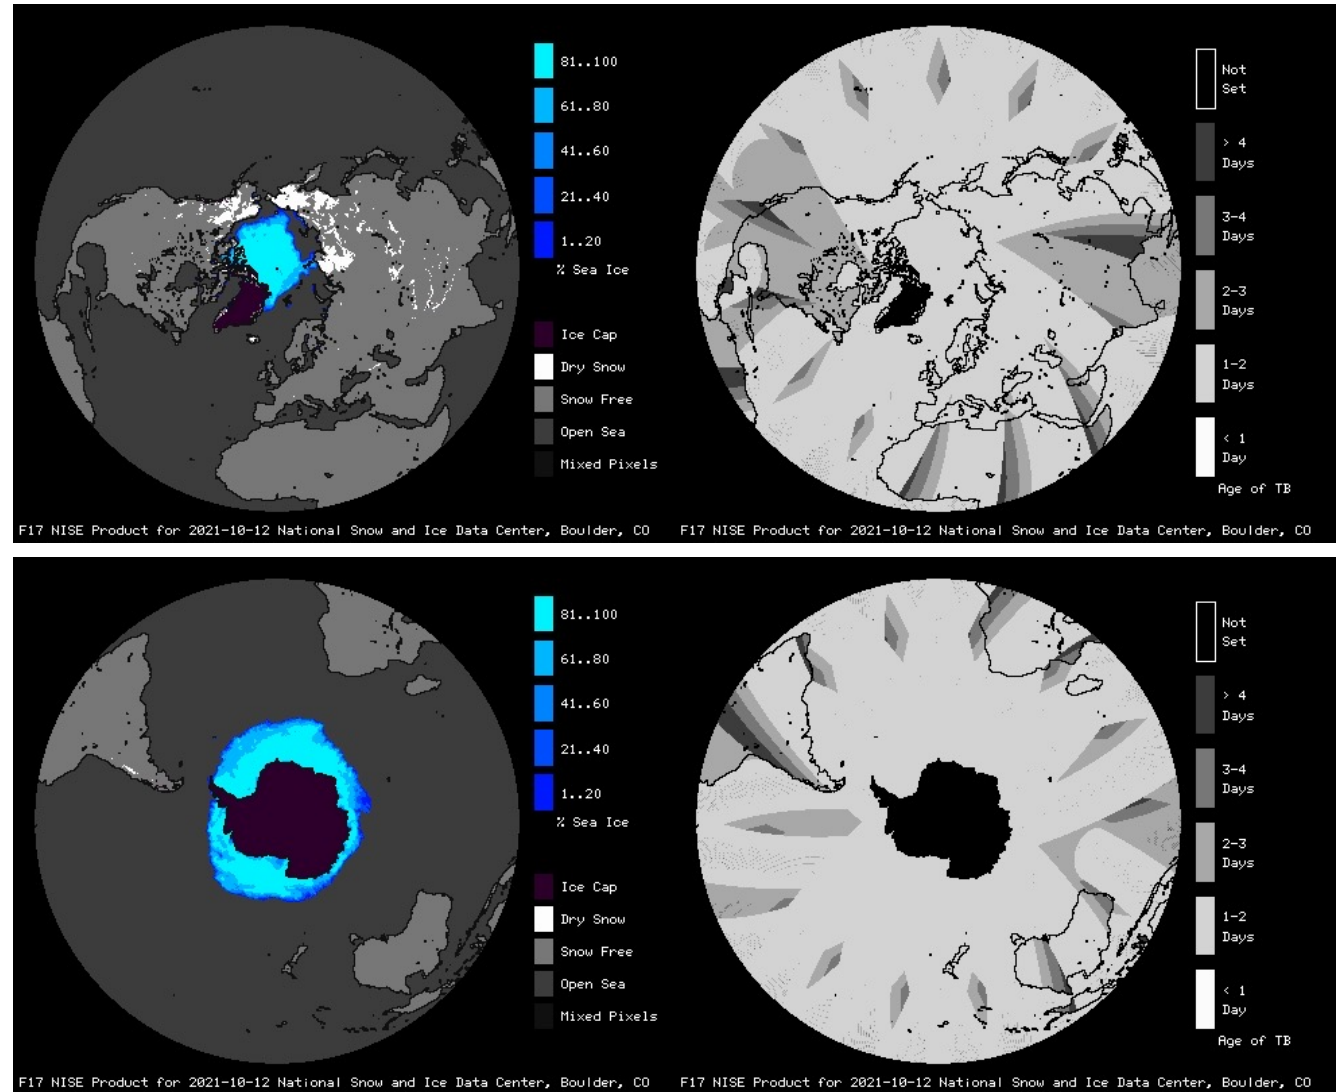 81..100
61..80
41..60
21..40
1..20
% Sea Ice
Ice Cap
Dry Snow
Snow Free
Open Sea
Mixed Pixels
F17 NISE Product for 2021-10-12 National Snow and Ice Data Center, Boulder, CO
Not
Set
> 4
Days
3-4
Days
2-3
Days
1-2
Days
< 1
Day
Age of TB
F17 NISE Product for 2021-10-12 National Snow and Ice Data Center, Boulder, CO
81..100
61..80
41..60
21..40
1..20
% Sea Ice
Ice Cap
Dry Snow
Snow Free
Open Sea
Mixed Pixels
F17 NISE Product for 2021-10-12 National Snow and Ice Data Center, Boulder, CO
Not
Set
> 4
Days
3-4
Days
2-3
Days
1-2
Days
< 1
Day
Age of TB
F17 NISE Product for 2021-10-12 National Snow and Ice Data Center, Boulder, CO